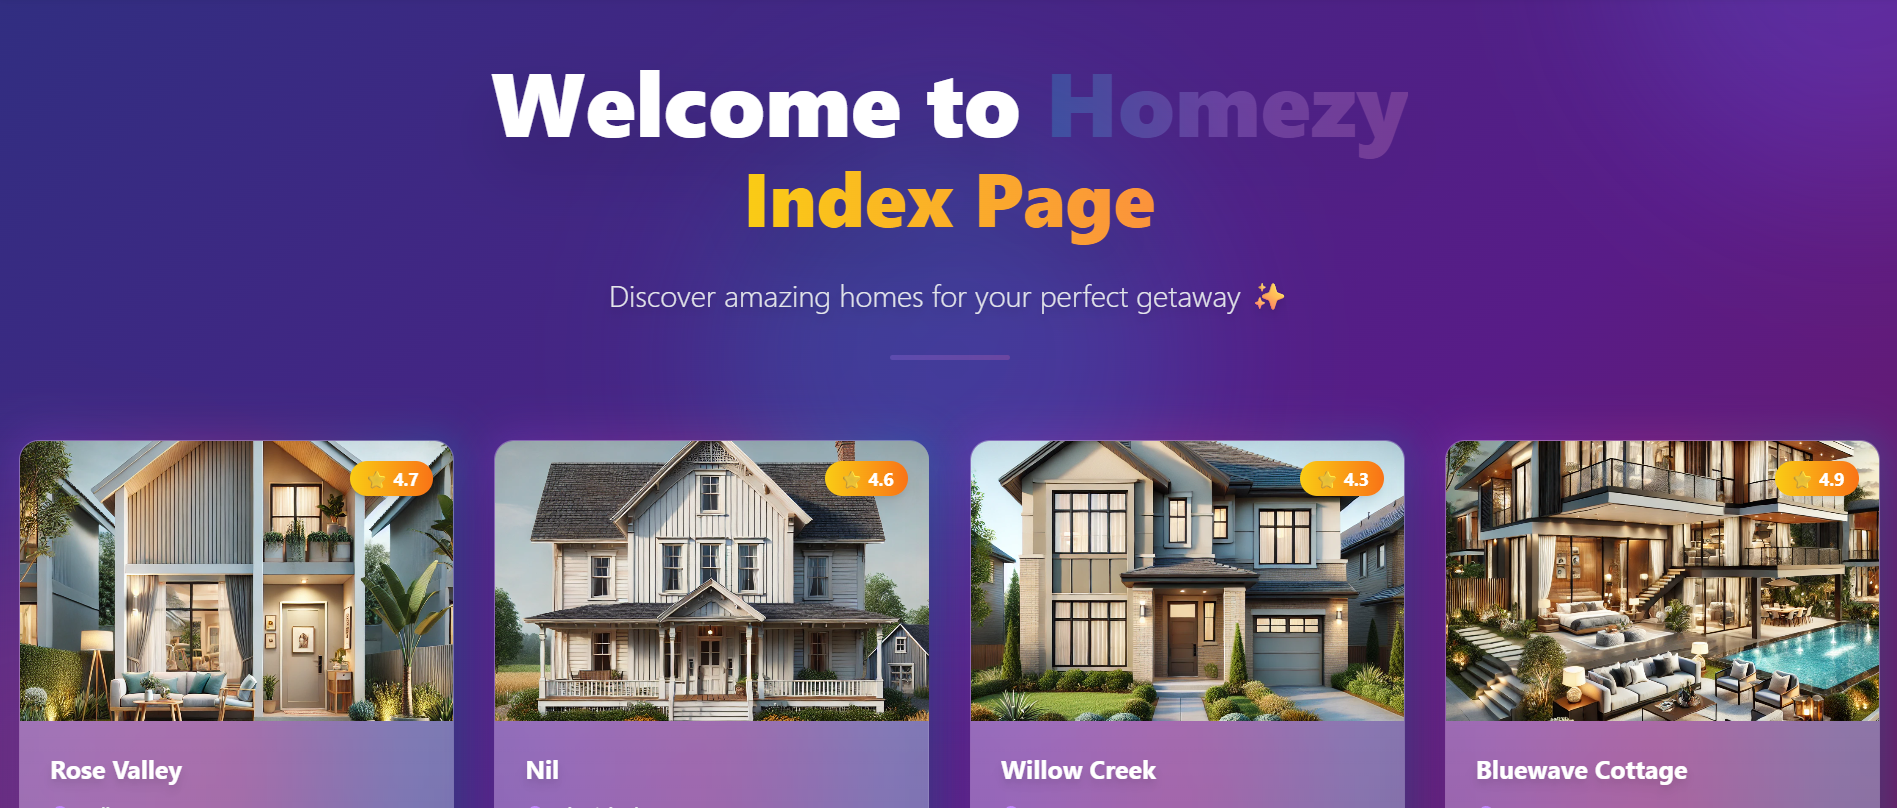 Welcome to Homezy
Index Page
Discover amazing homes for your perfect getaway ✨
⭐ 4.7
⭐ 4.6
⭐ 4.3
⭐ 4.9
Rose Valley
Nil
Willow Creek
Bluewave Cottage